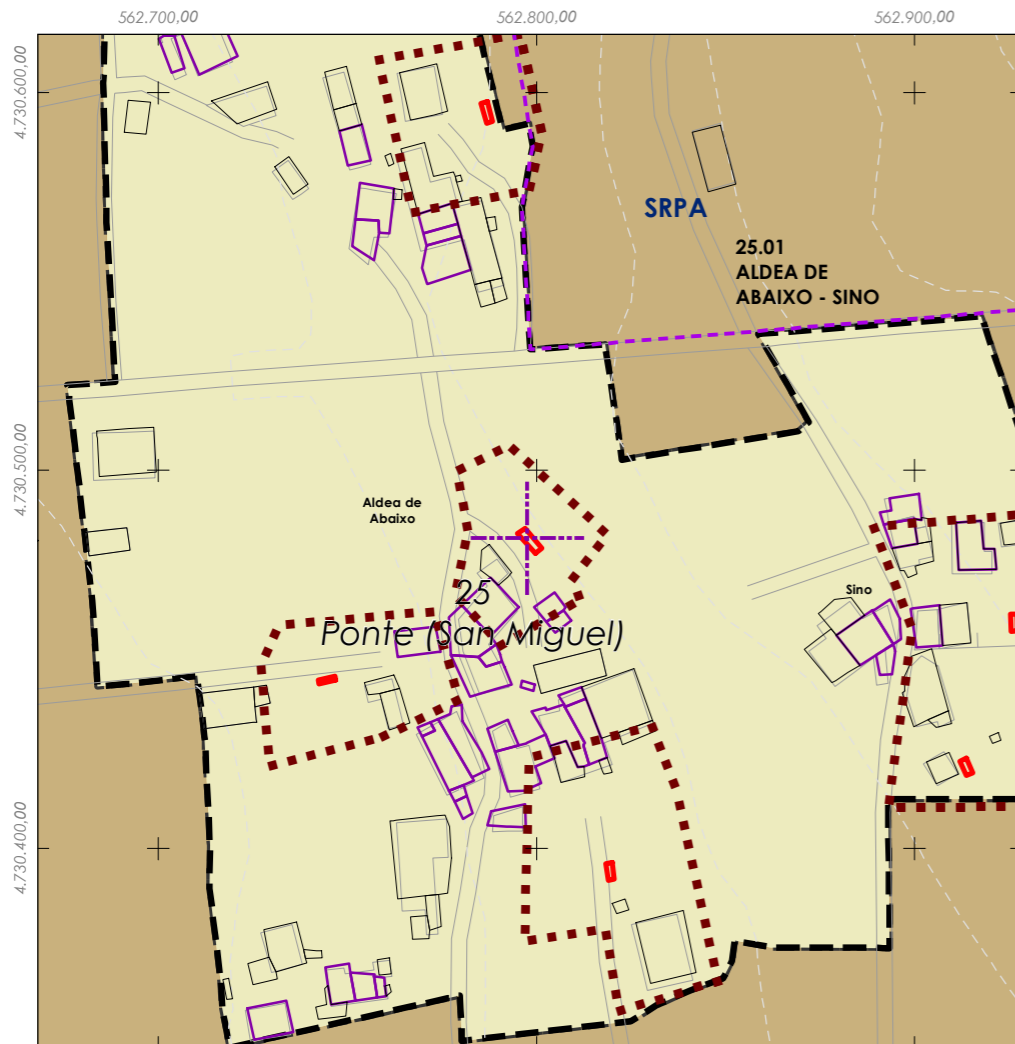 562.700,00
562.800,00
562.900,00
4.730.600,00
SRPA
25.01
ALDEA DE
ABAIXO - SINO
4.730.500,00
Aldea de
Abaixo
25
Sino
Ponte (San Miguel)
4.730.400,00